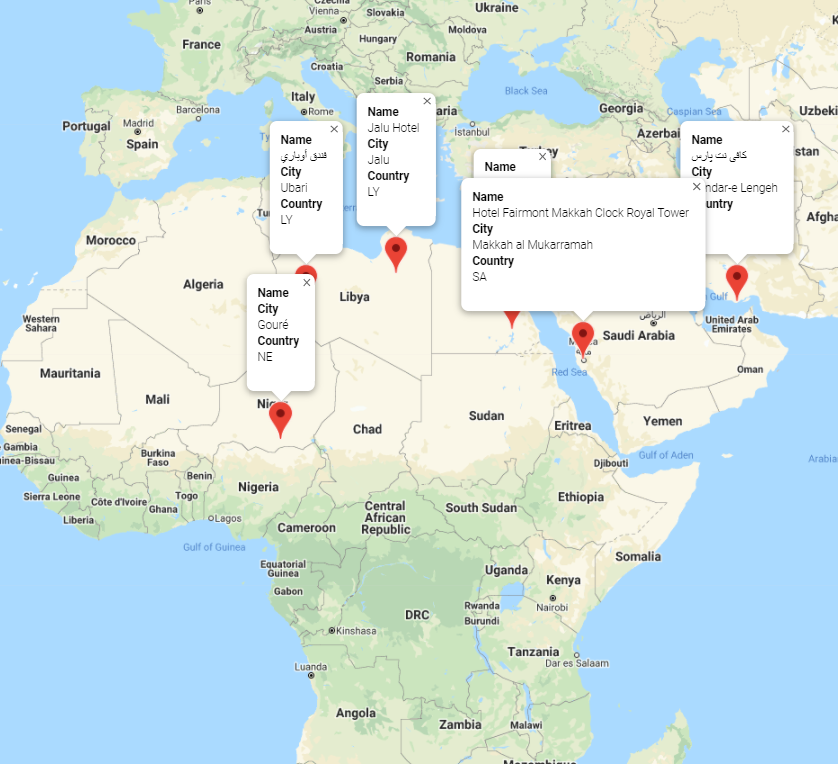 Paris
Vienna
Czechia
Slovakia
Ukraine
France
Austria
Hungary
Moldova
Croatia
Romania
Serbia
Italy
Rome
Black Sea
Georgia
Caspian Sea
Uzbeki
Azerbai
Istanbul
Portugal
Madrid
Spain
Barcelona
Name
فندق أوباري
City
Ubari
Country
LY
Name
Jalu Hotel
City
Jalu
Country
LY
Name
Name
Hotel Fairmont Makkah Clock Royal Tower
City
Makkah al Mukarramah
Country
SA
Name
کافی نت پارس
City
ndar-e Lengeh
untry
stan
Afgha
Morocco
Algeria
Libya
Western
Sahara
Name
City
Gouré
Country
NE
Mauritania
Mali
Chad
Sudan
Gulf
United Arab
Emirates
الرياض
Saudi Arabia
مكة
Oman
Red Sea
Eritrea
Yemen
Gulf of Aden
Arabia
Djibouti
Senegal
Gambia
inea-Bissau
Guinea
Sierra Leone
Liberia
Côte d'Ivoire
Burkina
Faso
Ghana
Togo
Benin
Nigeria
Lagos
Gulf of Guinea
Cameroon
Central
African
Republic
South Sudan
Ethiopia
Somalia
Equatorial
Guinea
Gabon
DRC
Uganda
Kenya
Rwanda
Burundi
Nairobi
Kinshasa
Tanzania
Dar es Salaam
Luanda
Angola
Zambia
Malawi
Mozambique